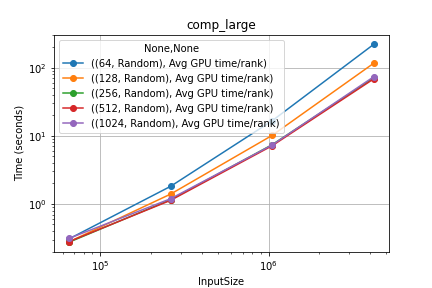 comp_large
None,None
((64, Random), Avg GPU time/rank)
((128, Random), Avg GPU time/rank)
((256, Random), Avg GPU time/rank)
((512, Random), Avg GPU time/rank)
((1024, Random), Avg GPU time/rank)
Time (seconds)
10²
10¹
10⁰
10⁵ 10⁶
InputSize